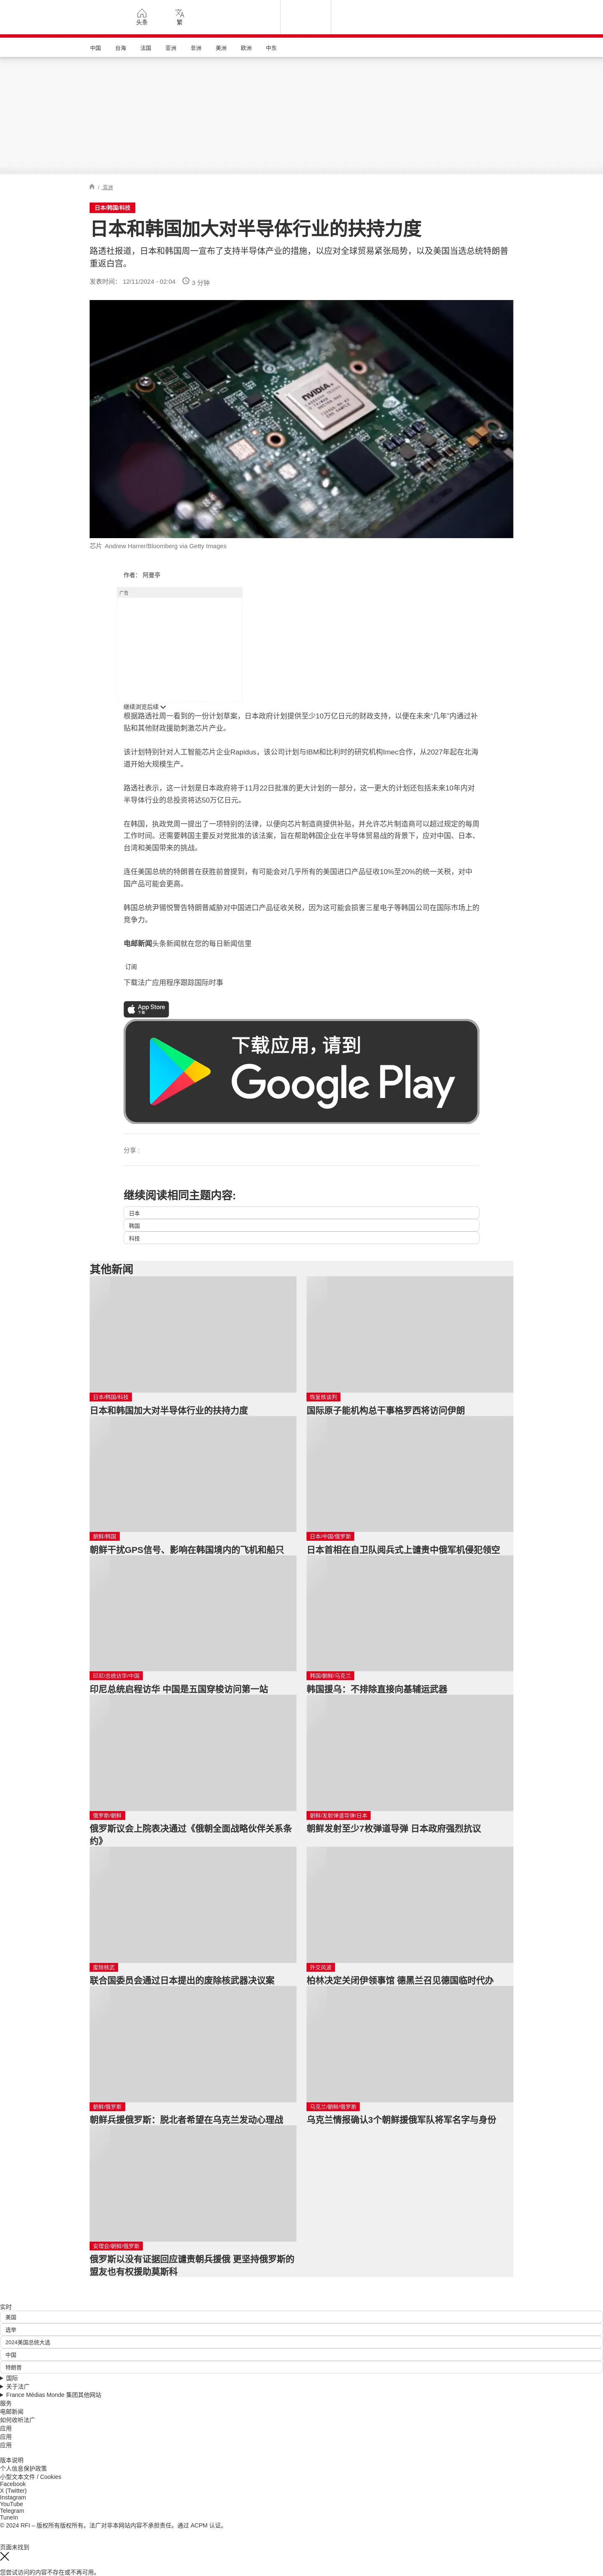 头条
繁
中国 台海 法国 亚洲 非洲 美洲 欧洲 中东
/ 亚洲
日本/韩国/科技
日本和韩国加大对半导体行业的扶持力度
路透社报道，日本和韩国周一宣布了支持半导体产业的措施，以应对全球贸易紧张局势，以及美国当选总统特朗普
重返白宫。
发表时间： 12/11/2024 - 02:04 3 分钟
NVIDIA
芯片 Andrew Harrer/Bloomberg via Getty Images
作者： 阿曼亭
广告
继续浏览后续
根据路透社周一看到的一份计划草案，日本政府计划提供至少10万亿日元的财政支持，以便在未来“几年”内通过补
贴和其他财政援助刺激芯片产业。
该计划特别针对人工智能芯片企业Rapidus，该公司计划与IBM和比利时的研究机构Imec合作，从2027年起在北海
道开始大规模生产。
路透社表示，这一计划是日本政府将于11月22日批准的更大计划的一部分，这一更大的计划还包括未来10年内对
半导体行业的总投资将达50万亿日元。
在韩国，执政党周一提出了一项特别的法律，以便向芯片制造商提供补贴，并允许芯片制造商可以超过规定的每周
工作时间。还需要韩国主要反对党批准的该法案，旨在帮助韩国企业在半导体贸易战的背景下，应对中国、日本、
台湾和美国带来的挑战。
连任美国总统的特朗普在获胜前曾提到，有可能会对几乎所有的美国进口产品征收10%至20%的统一关税，对中
国产品可能会更高。
韩国总统尹锡悦警告特朗普威胁对中国进口产品征收关税，因为这可能会损害三星电子等韩国公司在国际市场上的
竞争力。
电邮新闻头条新闻就在您的每日新闻信里
订阅
下载法广应用程序跟踪国际时事
App Store
下载
下载应用，请到
Google Play
分享 :
继续阅读相同主题内容:
日本
韩国
科技
其他新闻
日本/韩国/科技
日本和韩国加大对半导体行业的扶持力度
恢复核谈判
国际原子能机构总干事格罗西将访问伊朗
朝鲜/韩国
朝鲜干扰GPS信号、影响在韩国境内的飞机和船只
日本/中国/俄罗斯
日本首相在自卫队阅兵式上谴责中俄军机侵犯领空
印尼/总统访华/中国
印尼总统启程访华 中国是五国穿梭访问第一站
韩国/朝鲜/乌克兰
韩国援乌：不排除直接向基辅运武器
俄罗斯/朝鲜
俄罗斯议会上院表决通过《俄朝全面战略伙伴关系条
约》
朝鲜/发射弹道导弹/日本
朝鲜发射至少7枚弹道导弹 日本政府强烈抗议
废除核武
联合国委员会通过日本提出的废除核武器决议案
外交风波
柏林决定关闭伊领事馆 德黑兰召见德国临时代办
朝鲜/俄罗斯
朝鲜兵援俄罗斯：脱北者希望在乌克兰发动心理战
乌克兰/朝鲜/俄罗斯
乌克兰情报确认3个朝鲜援俄军队将军名字与身份
安理会/朝鲜/俄罗斯
俄罗斯以没有证据回应谴责朝兵援俄 更坚持俄罗斯的
盟友也有权援助莫斯科
实时
美国
选举
2024美国总统大选
中国
特朗普
国际
关于法广
France Médias Monde 集团其他网站
服务
电邮新闻
如何收听法广
应用
应用
应用
版本说明
个人信息保护政策
小型文本文件 / Cookies
Facebook
X (Twitter)
Instagram
YouTube
Telegram
TuneIn
© 2024 RFI – 版权所有版权所有。法广对非本网站内容不承担责任。通过 ACPM 认证。
页面未找到
您尝试访问的内容不存在或不再可用。